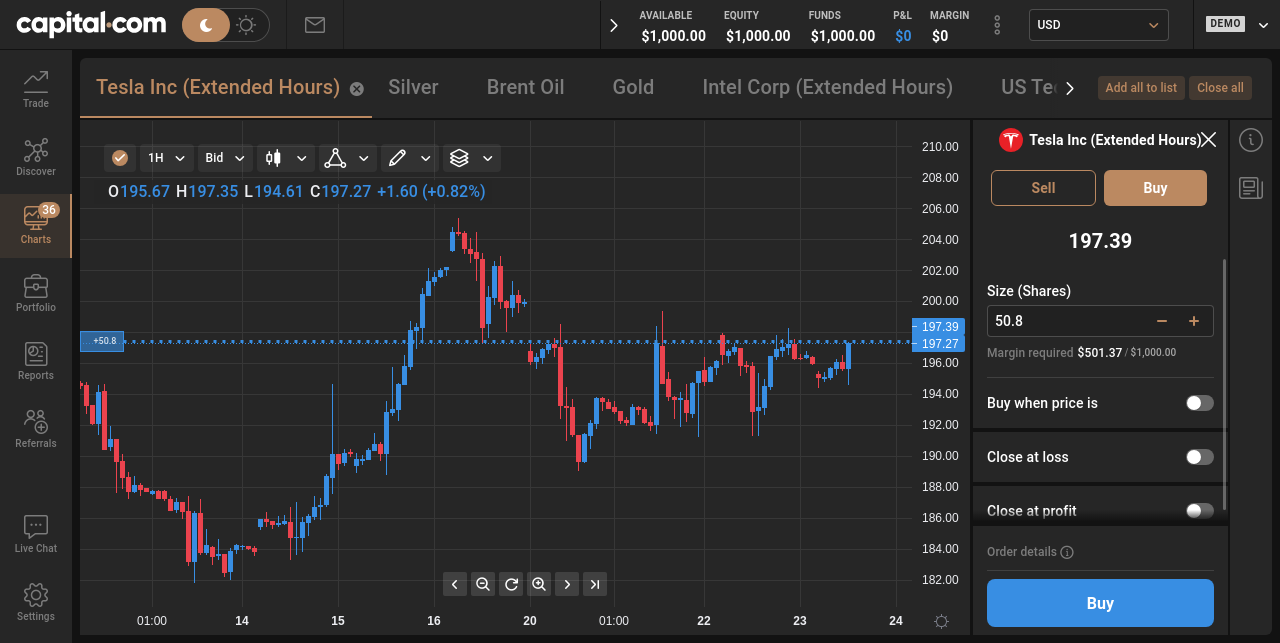 capital.com
AVAILABLE EQUITY FUNDS P&L MARGIN
$1,000.00 $1,000.00 $1,000.00 $0 $0
USD
DEMO
Trade
Discover
36
Charts
Portfolio
Reports
Referrals
Live Chat
Settings
Tesla Inc (Extended Hours) Silver Brent Oil Gold Intel Corp (Extended Hours) US Te
Add all to list Close all
1H Bid
O195.67 H197.35 L194.61 C197.27 +1.60 (+0.82%)
210.00
208.00
206.00
204.00
202.00
200.00
197.39
197.27
196.00
194.00
192.00
190.00
188.00
186.00
184.00
182.00
...+50.8
01:00 14 15 16 20 01:00 22 23 24
Tesla Inc (Extended Hours)
Sell Buy
197.39
Size (Shares)
50.8
Margin required $501.37 / $1,000.00
Buy when price is
Close at loss
Close at profit
Order details
Buy